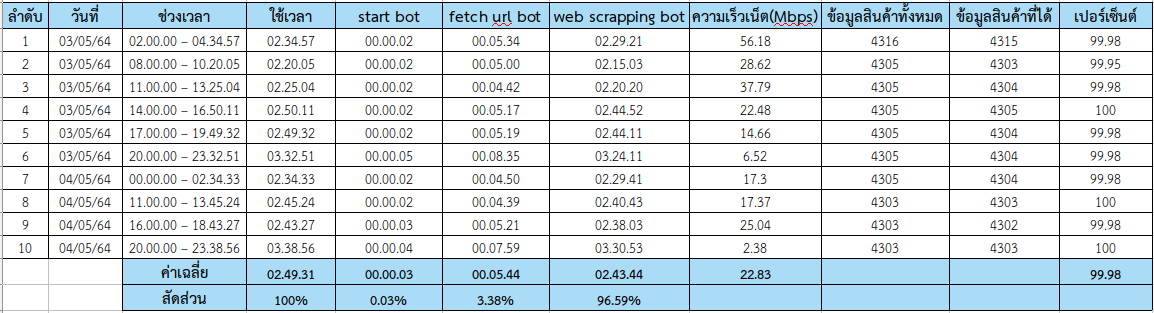 ลำดับ วันที่ ช่วงเวลา ใช้เวลา start bot fetch url bot web scrapping bot ความเร็วเน็ต(Mbps) ข้อมูลสินค้าทั้งหมด ข้อมูลสินค้าที่ได้ เปอร์เซ็นต์
1 03/05/64 02.00.00 – 04.34.57 02.34.57 00.00.02 00.05.34 02.29.21 56.18 4316 4315 99.98
2 03/05/64 08.00.00 – 10.20.05 02.20.05 00.00.02 00.05.00 02.15.03 28.62 4305 4303 99.95
3 03/05/64 11.00.00 – 13.25.04 02.25.04 00.00.02 00.04.42 02.20.20 37.79 4305 4304 99.98
4 03/05/64 14.00.00 – 16.50.11 02.50.11 00.00.02 00.05.17 02.44.52 22.48 4305 4305 100
5 03/05/64 17.00.00 – 19.49.32 02.49.32 00.00.02 00.05.19 02.44.11 14.66 4305 4304 99.98
6 03/05/64 20.00.00 – 23.32.51 03.32.51 00.00.05 00.08.35 03.24.11 6.52 4305 4304 99.98
7 04/05/64 00.00.00 – 02.34.33 02.34.33 00.00.02 00.04.50 02.29.41 17.3 4305 4304 99.98
8 04/05/64 11.00.00 – 13.45.24 02.45.24 00.00.02 00.04.39 02.40.43 17.37 4303 4303 100
9 04/05/64 16.00.00 – 18.43.27 02.43.27 00.00.03 00.05.21 02.38.03 25.04 4303 4302 99.98
10 04/05/64 20.00.00 – 23.38.56 03.38.56 00.00.04 00.07.59 03.30.53 2.38 4303 4303 100
ค่าเฉลี่ย 02.49.31 00.00.03 00.05.44 02.43.44 22.83 99.98
สัดส่วน 100% 0.03% 3.38% 96.59%